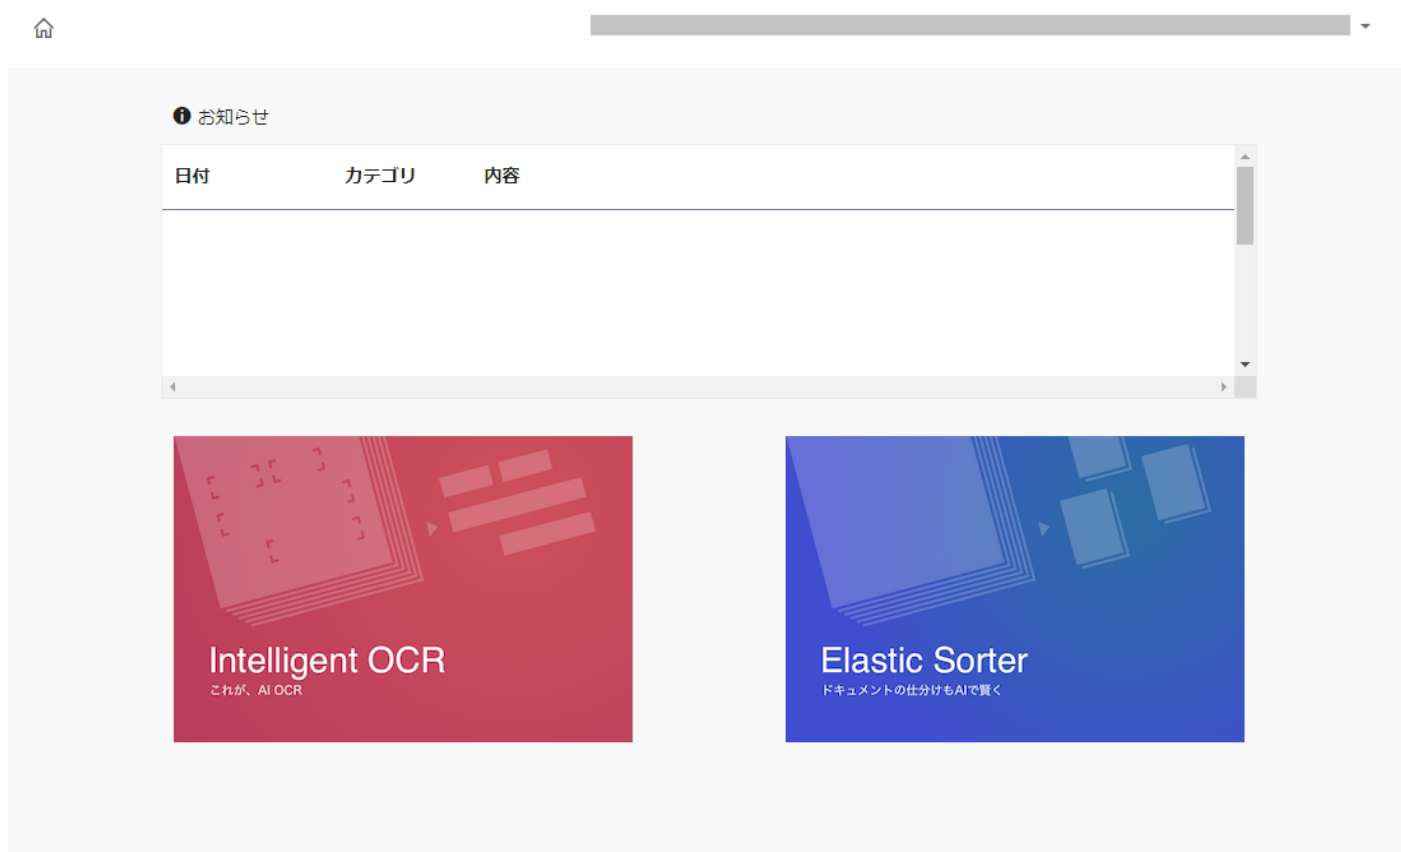 お知らせ
日付 カテゴリ 内容
Intelligent OCR
これが、AI OCR
Elastic Sorter
ドキュメントの仕分けもAIで賢く